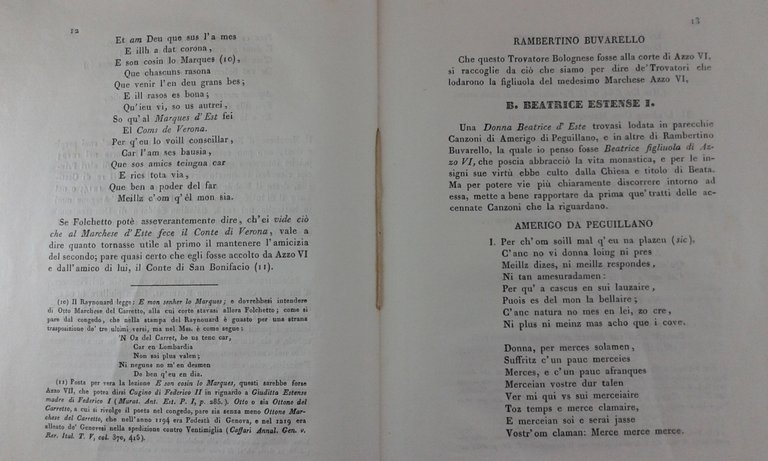 12
Et am Deu que sus l'a mes
E illh a dat corona,
E son cosin lo Marques (10),
Que chascuns rasona
Que venir l'en deu grans bes;
E ill rasos es bona;
Qu'ieu vi, so us autrei,
So qu'al Marques d'Est fei
El Coms de Verona.
Per q'eu lo voill conseillar,
Car l'am ses bausia,
Que sos amics teingna car
E rics tota via,
Que ben a poder del far
Meillz c'om q'el mon sia.
Se Folchetto potè asseverantemente dire, ch'ei vide ciò
che al Marchese d'Este fece il Conte di Verona, vale a
dire quanto tornasse utile al primo il mantenere l'amicizia
del secondo; pare quasi certo che egli fosse accolto da Azzo VI
e dall'amico di lui, il Conte di San Bonifacio (11).
(10) Il Raynonard legge: E mon senher lo Marques; e dovrebbesi intendere
di Otto Marchese del Carretto, alla cui corte stavasi allora Folchetto; come si
pare dal congedo, che nella stampa del Raynouard è guasto per una strana
trasposizione de' tre ultimi versi, ma nel Mss. è come segue:
'N Oz del Carret, be us tenc car,
Car en Lombardia
Non sai plus valen;
Ni negune no m'en desmen
De ben q'eu en dia.
(11) Posta per vera la lezione E son cosin lo Marques, questi sarebbe forse
Azzo VII, che potea dirsi Cugino di Federico II in riguardo a Giuditta Estense
madre di Federico I (Murat. Ant. Est. P. I, p. 285.). Otto o sia Ottone del
Carretto, a cui si rivolge il poeta nel congedo, pare sia senza meno Ottone Mar-
chese del Carretto, che nell'anno 1194 era Podestà di Genova, e nel 1219 era
alleato de' Genovesi nella spedizione contro Ventimiglia (Caffari Annal. Gen. v.
Rer. Ital. T. V, col. 370, 415).
13
RAMBERTINO BUVARELLO
Che questo Trovatore Bolognese fosse alla corte di Azzo VI,
si raccoglie da ciò che siamo per dire de' Trovatori che
lodarono la figliuola del medesimo Marchese Azzo VI.
B. BEATRICE ESTENSE I.
Una Donna Beatrice d'Este trovasi lodata in parecchie
Canzoni di Amerigo di Peguillano, e in altre di Rambertino
Buvarello, la quale io penso fosse Beatrice figliuola di Az-
zo VI, che poscia abbracciò la vita monastica, e per le in-
signi sue virtù ebbe culto dalla Chiesa e titolo di Beata.
Ma per potere vie più chiaramente discorrere intorno ad
essa, mette a bene rapportare da prima que' tratti delle ac-
cennate Canzoni che la riguardano.
AMERIGO DA PEGUILLANO
I. Per ch'om soill mal q'eu na plazen (sic).
C'anc no vi donna loing ni pres
Meillz dizes, ni meillz respondes,
Ni tan amesuradamen:
Per qu' a cascus en sui lauzaire,
Puois es del mon la bellaire;
C'anc natura no mes en lei, zo cre,
Ni plus ni meinz mas acho que i cove.
Donna, per merces solamen,
Suffritz c'un pauc merceies
Merces, e c'un pauc afranques
Merceian vostre dur talen
Ver mi qui vs sui merceiaire
Toz temps e merce clamaire,
E merceian soi e serai jasse
Vostr'om claman: Merce merce merce.